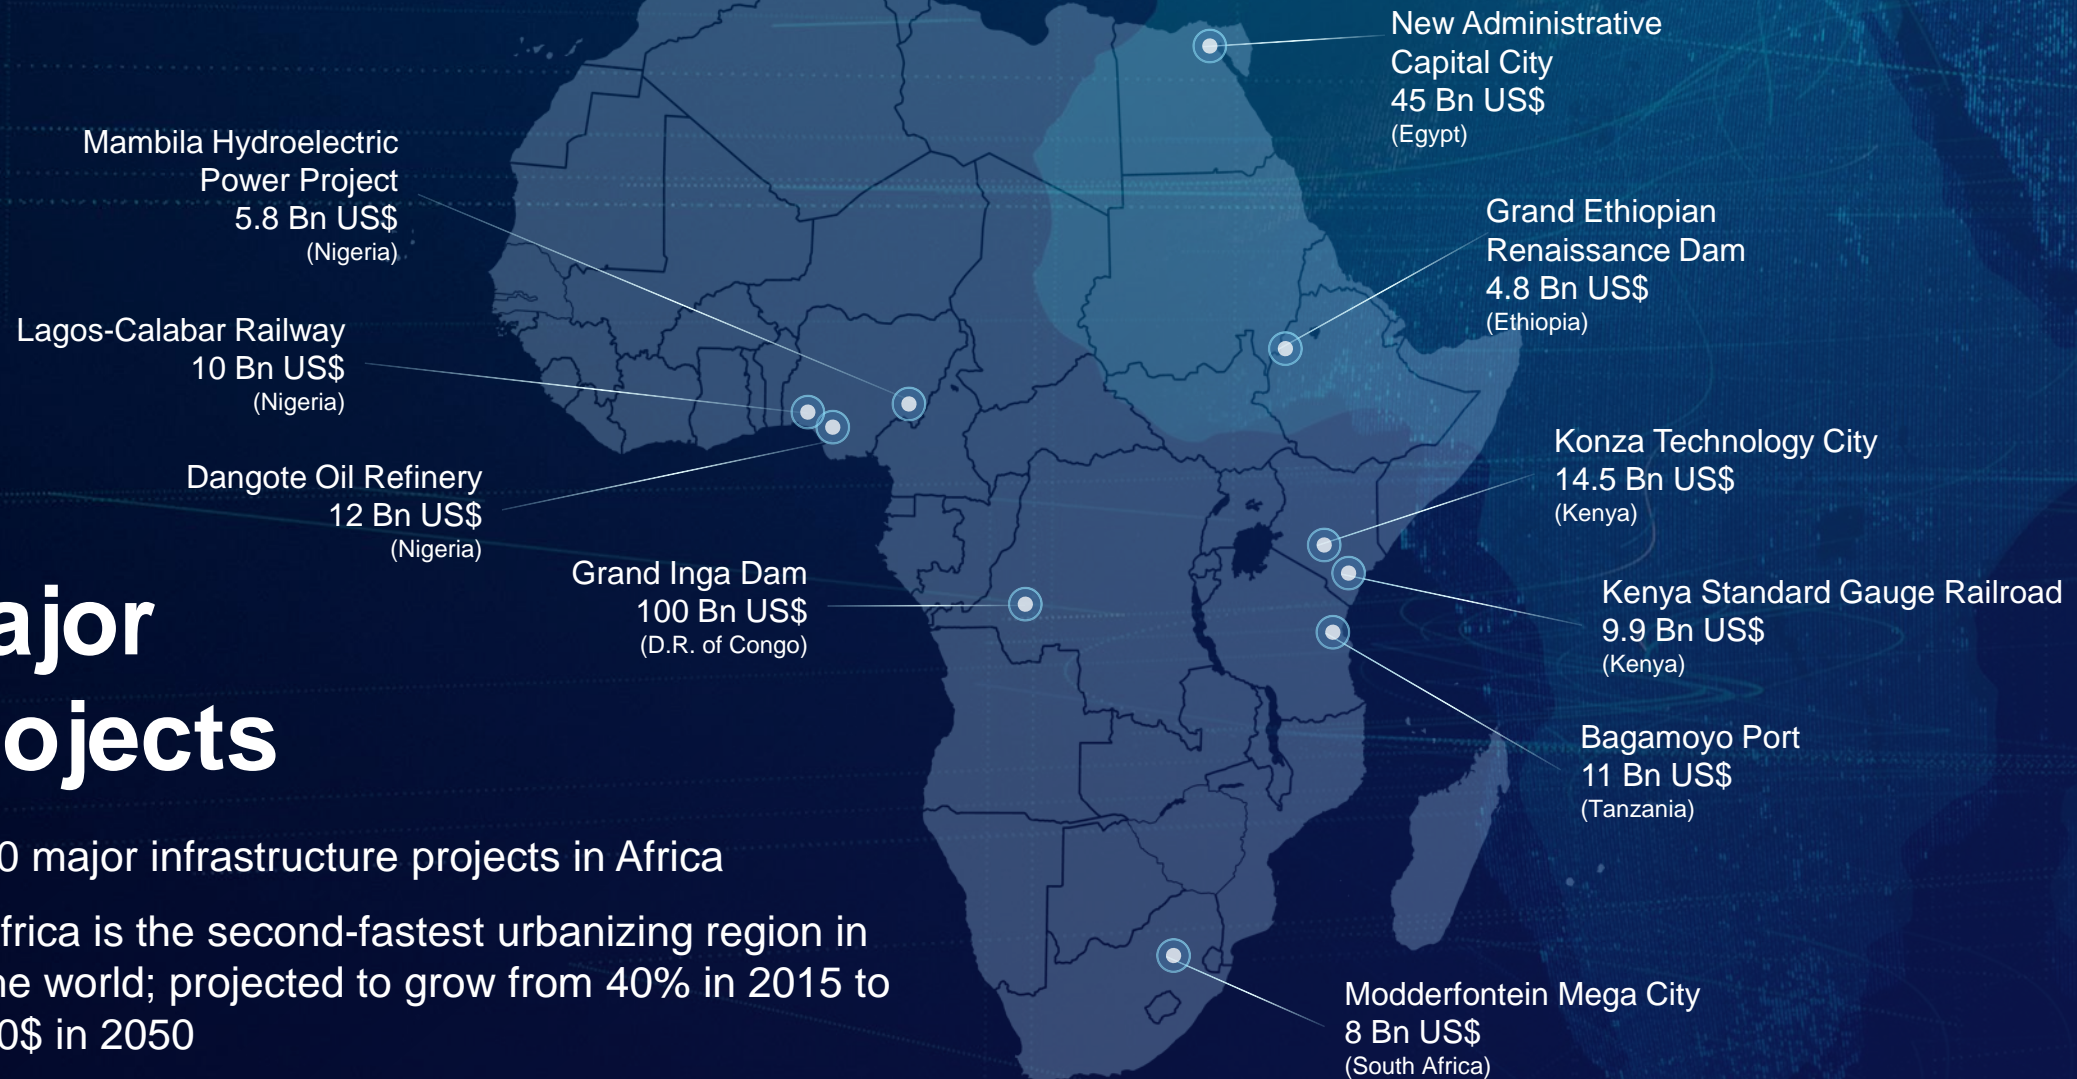 New Administrative
Capital City
45 Bn US$
(Egypt)
Mambila Hydroelectric
Power Project
5.8 Bn US$
(Nigeria)
Grand Ethiopian
Renaissance Dam
4.8 Bn US$
(Ethiopia)
Lagos-Calabar Railway
10 Bn US$
(Nigeria)
Konza Technology City
14.5 Bn US$
(Kenya)
Dangote Oil Refinery
12 Bn US$
(Nigeria)
Grand Inga Dam
100 Bn US$
(D.R. of Congo)
Kenya Standard Gauge Railroad
9.9 Bn US$
(Kenya)
Bagamoyo Port
11 Bn US$
(Tanzania)
Modderfontein Mega City
8 Bn US$
(South Africa)
ajor
ojects
0 major infrastructure projects in Africa
frica is the second-fastest urbanizing region in
he world; projected to grow from 40% in 2015 to
0$ in 2050